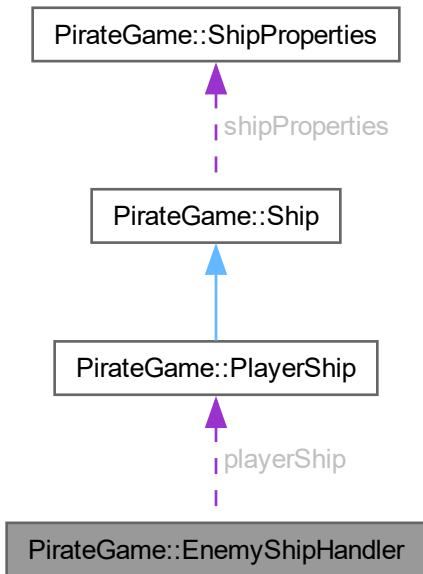 PirateGame::ShipProperties
shipProperties
PirateGame::Ship
PirateGame::PlayerShip
playerShip
PirateGame::EnemyShipHandler